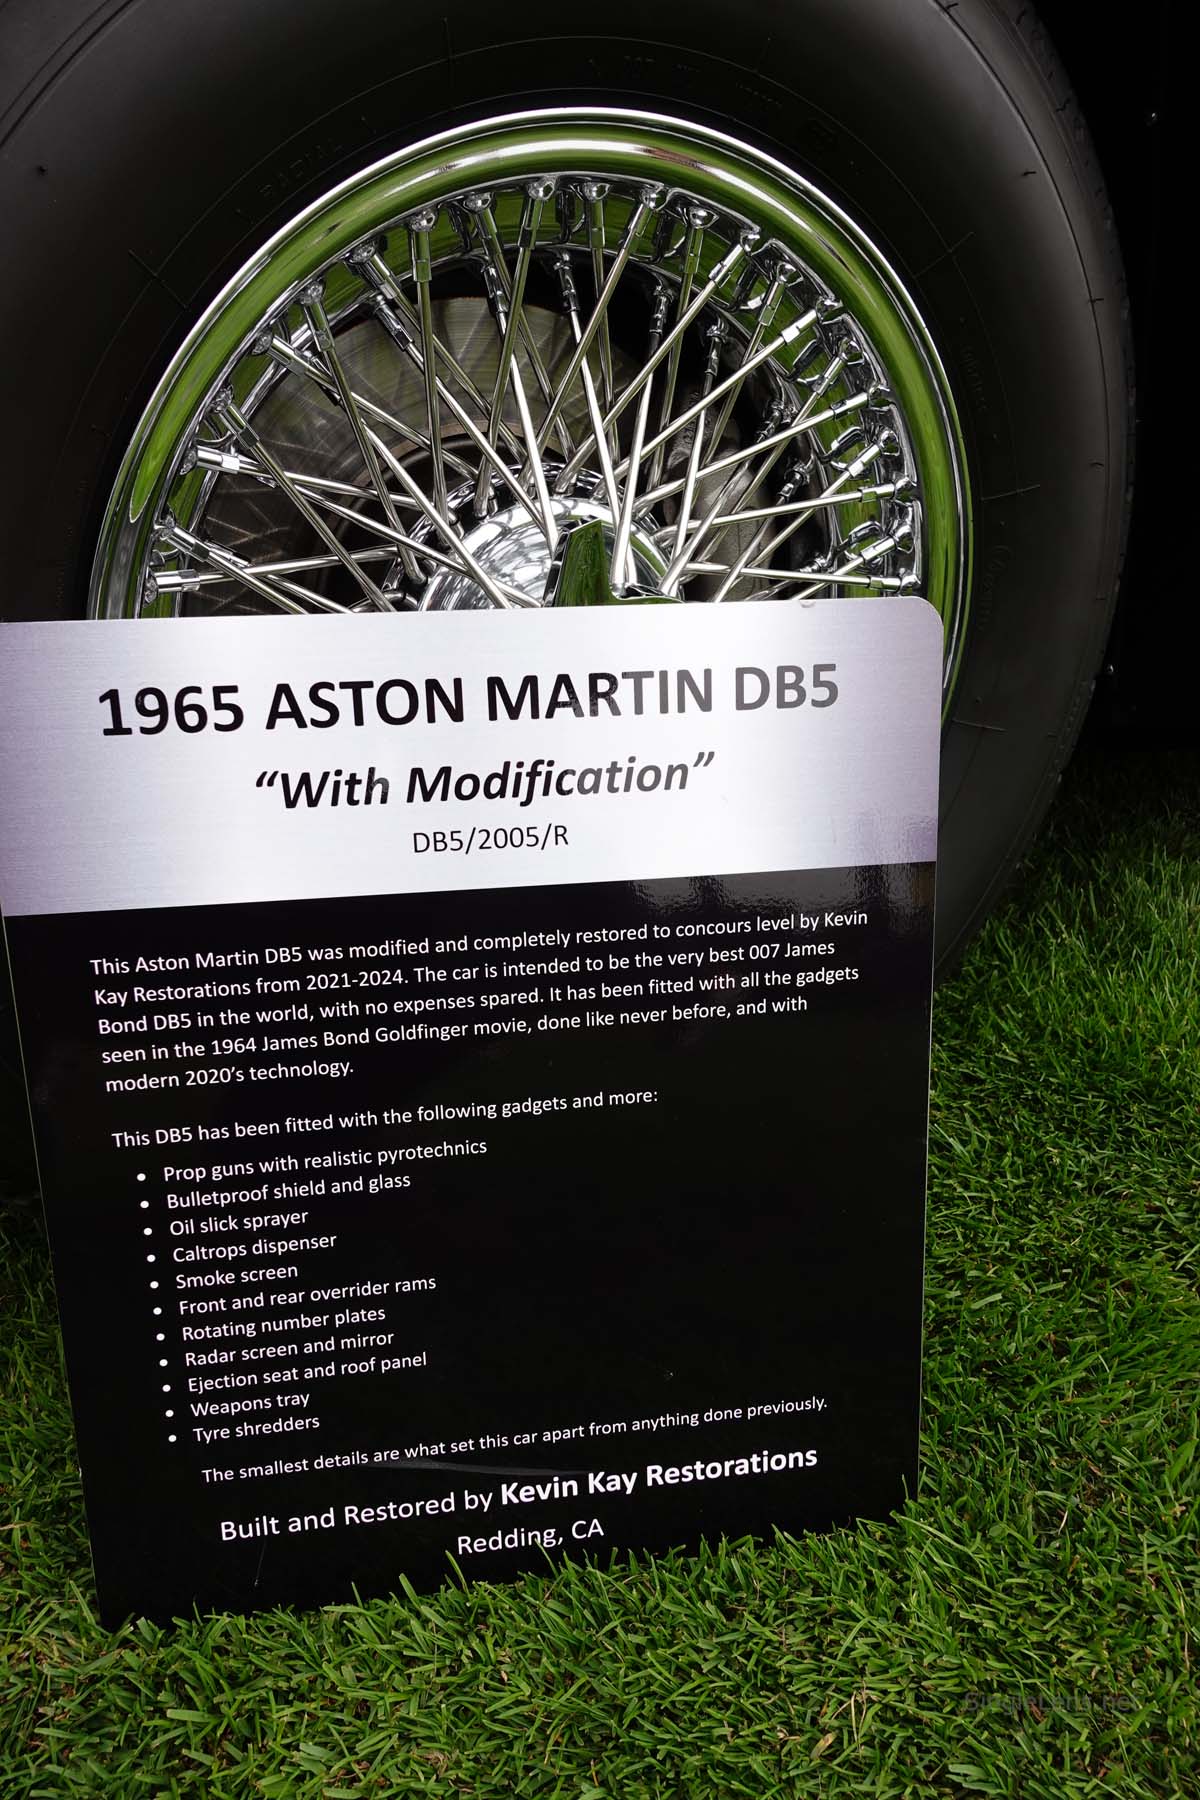 RADIAL
1965 ASTON MARTIN DB5
“With Modification”
DB5/2005/R
This Aston Martin DB5 was modified and completely restored to concours level by Kevin
Kay Restorations from 2021-2024. The car is intended to be the very best 007 James
Bond DB5 in the world, with no expenses spared. It has been fitted with all the gadgets
seen in the 1964 James Bond Goldfinger movie, done like never before, and with
modern 2020’s technology.
This DB5 has been fitted with the following gadgets and more:
• Prop guns with realistic pyrotechnics
• Bulletproof shield and glass
• Oil slick sprayer
• Caltrops dispenser
• Smoke screen
• Front and rear overrider rams
• Rotating number plates
• Radar screen and mirror
• Ejection seat and roof panel
• Weapons tray
• Tyre shredders
The smallest details are what set this car apart from anything done previously.
Built and Restored by Kevin Kay Restorations
Redding, CA
SingleLens.net